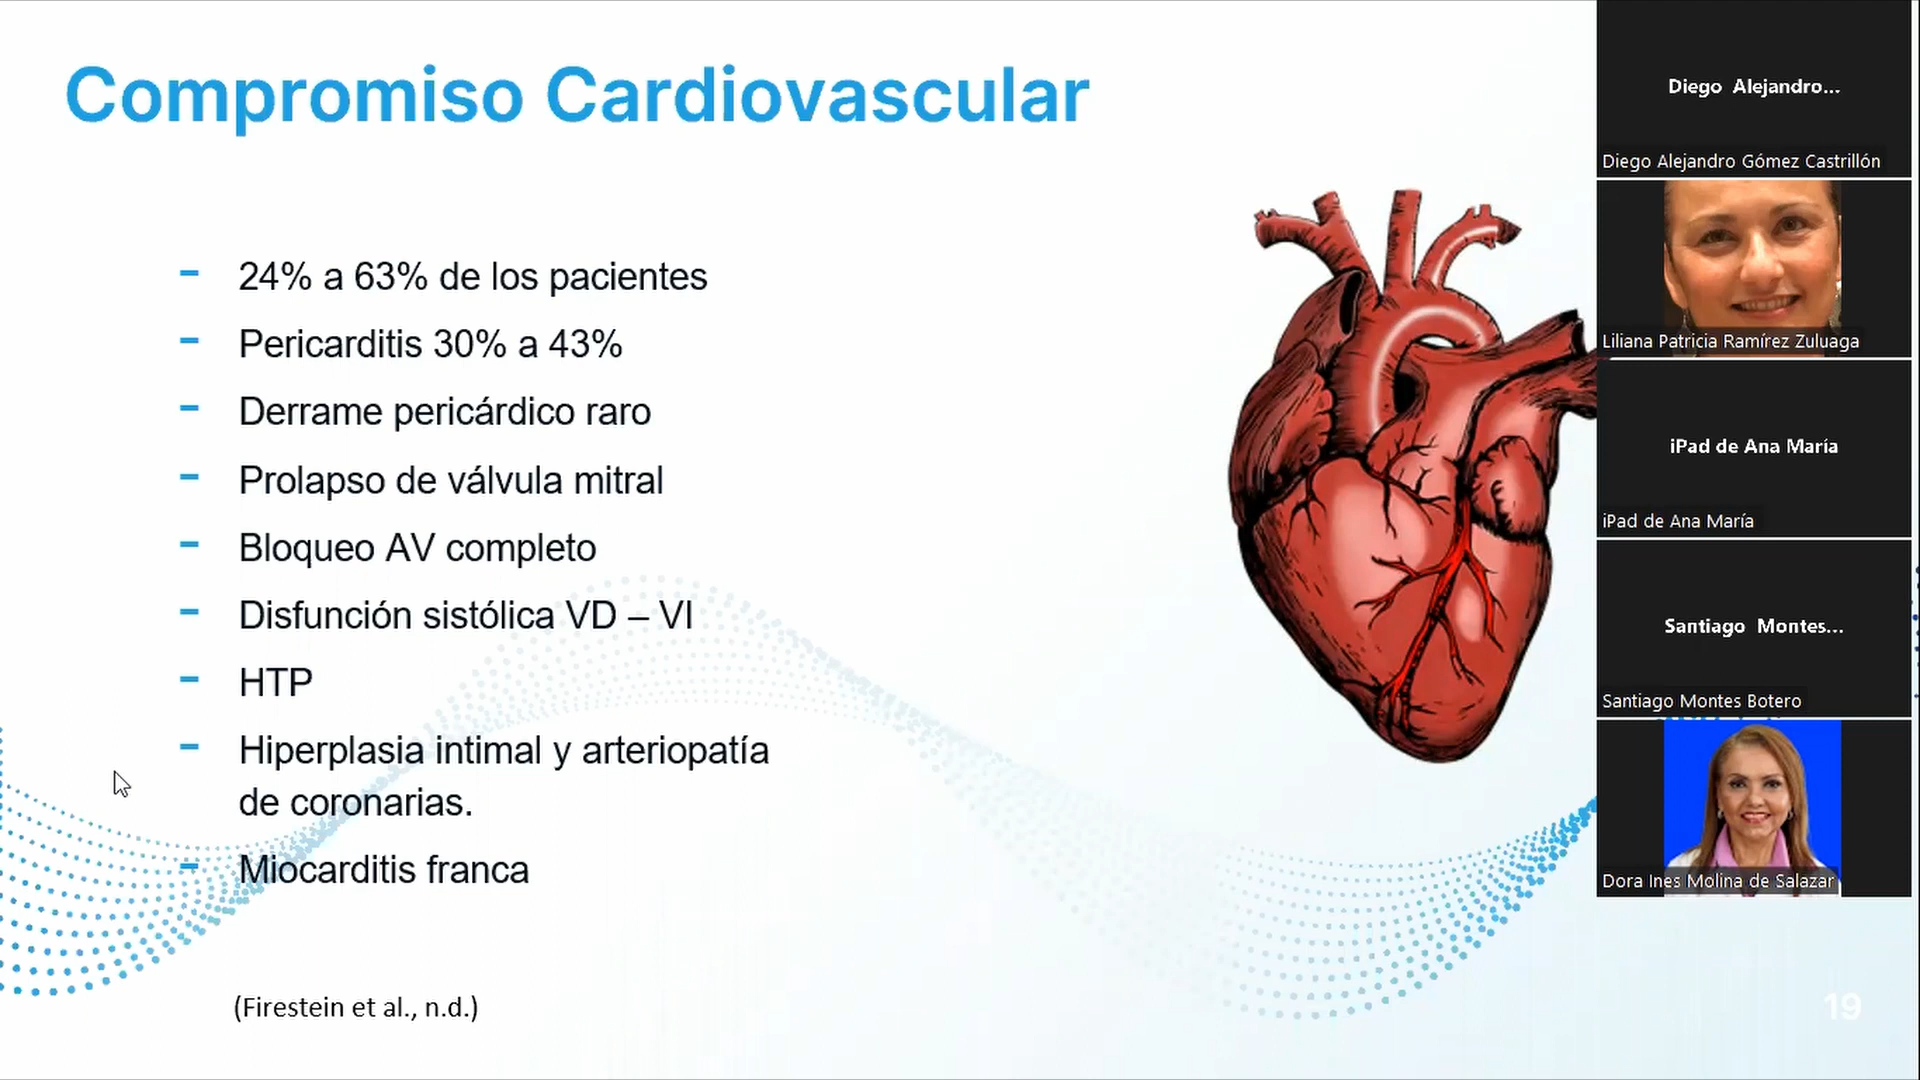 Compromiso Cardiovascular
- 24% a 63% de los pacientes
- Pericarditis 30% a 43%
- Derrame pericárdico raro
- Prolapso de válvula mitral
- Bloqueo AV completo
- Disfunción sistólica VD – VI
- HTP
- Hiperplasia intimal y arteriopatía
de coronarias.
- Miocarditis franca
(Firestein et al., n.d.)
19
Diego Alejandro...
Diego Alejandro Gómez Castrillón
Liliana Patricia Ramírez Zuluaga
iPad de Ana María
iPad de Ana María
Santiago Montes...
Santiago Montes Botero
Dora Ines Molina de Salazar